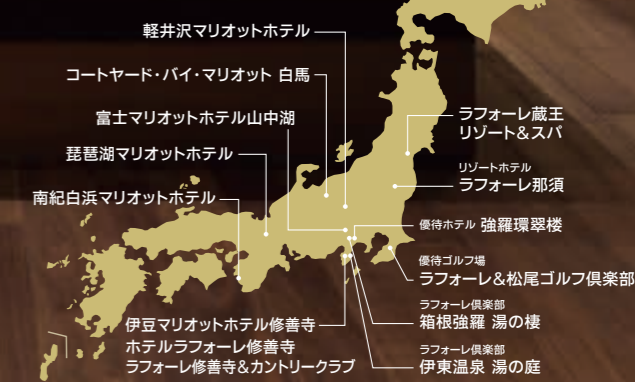 軽井沢マリオットホテル
コートヤード・バイ・マリオット 白馬
富士マリオットホテル山中湖
琵琶湖マリオットホテル
南紀白浜マリオットホテル
伊豆マリオットホテル修善寺
ホテルラフォーレ修善寺
ラフォーレ修善寺&カントリークラブ
ラフォーレ蔵王
リゾート&スパ
リゾートホテル
ラフォーレ那須
優待ホテル 強羅環翠楼
優待ゴルフ場
ラフォーレ&松尾ゴルフ倶楽部
ラフォーレ倶楽部
箱根強羅 湯の棲
ラフォーレ倶楽部
伊東温泉 湯の庭